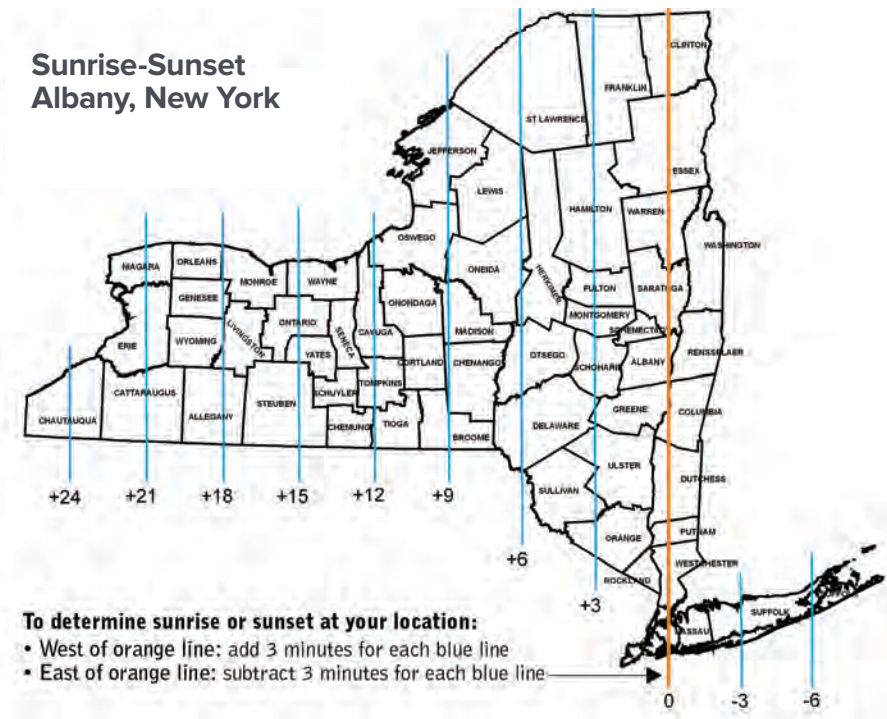 Sunrise-Sunset
Albany, New York
CLINTON
FRANKLIN
ST LAWRENCE
JEFFERSON
ESSEX
LEWIS
HAMILTON
WARREN
OSWEGO
WASHINGTON
ONEIDA
HERKIMER
NIAGARA
ORLEANS
MONROE
WAYNE
FULTON
SARATOGA
GENESEE
ONONDAGA
MONTGOMERY
ONTARIO
SCHENECTADY
LIVINGSTON
SENECA
CAYUGA
MADISON
ERIE
WYOMING
YATES
CORTLAND
CHENANGO
OTSEGO
SCHOHARIE
ALBANY
RENSSELAER
CATTARAUGUS
TOMPKINS
SCHUYLER
STEUBEN
CHAUTAUQUA
ALLEGANY
CHEMUNG
TIOGA
BROOME
DELAWARE
GREENE
COLUMBIA
ULSTER
SULLIVAN
DUTCHESS
ORANGE
PUTNAM
WESTCHESTER
ROCKLAND
+24
+21
+18
+15
+12
+9
+6
+3
SUFFOLK
NASSAU
To determine sunrise or sunset at your location:
• West of orange line: add 3 minutes for each blue line
• East of orange line: subtract 3 minutes for each blue line
0
-3
-6